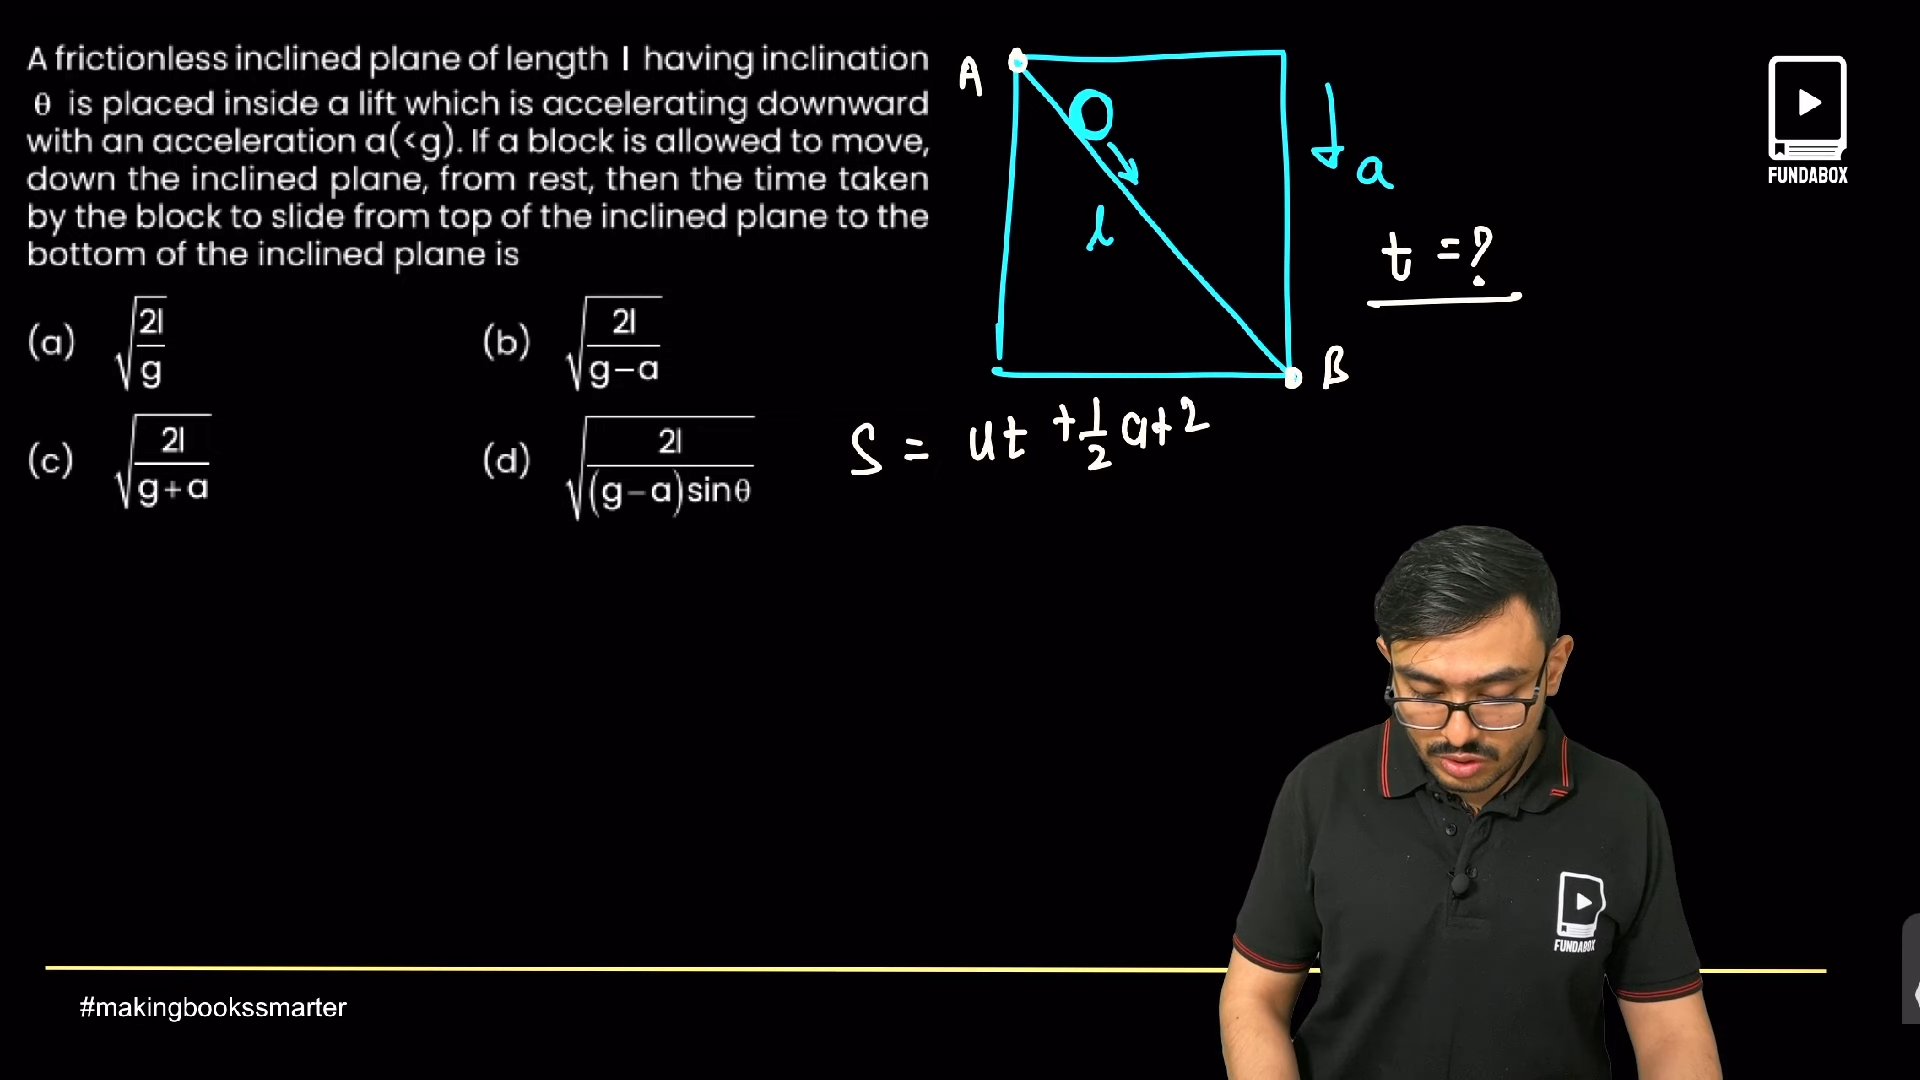 A frictionless inclined plane of length l having inclination
θ is placed inside a lift which is accelerating downward
with an acceleration a(<g). If a block is allowed to move,
down the inclined plane, from rest, then the time taken
by the block to slide from top of the inclined plane to the
bottom of the inclined plane is
(a) √(2l/g)
(b) √(2l/(g-a))
(c) √(2l/(g+a))
(d) √(2l/((g-a)sinθ))
A
l
a
t = ?
B
S = ut + 1/2 at2
FUNDABOX
FUNDABOX
#makingbookssmarter